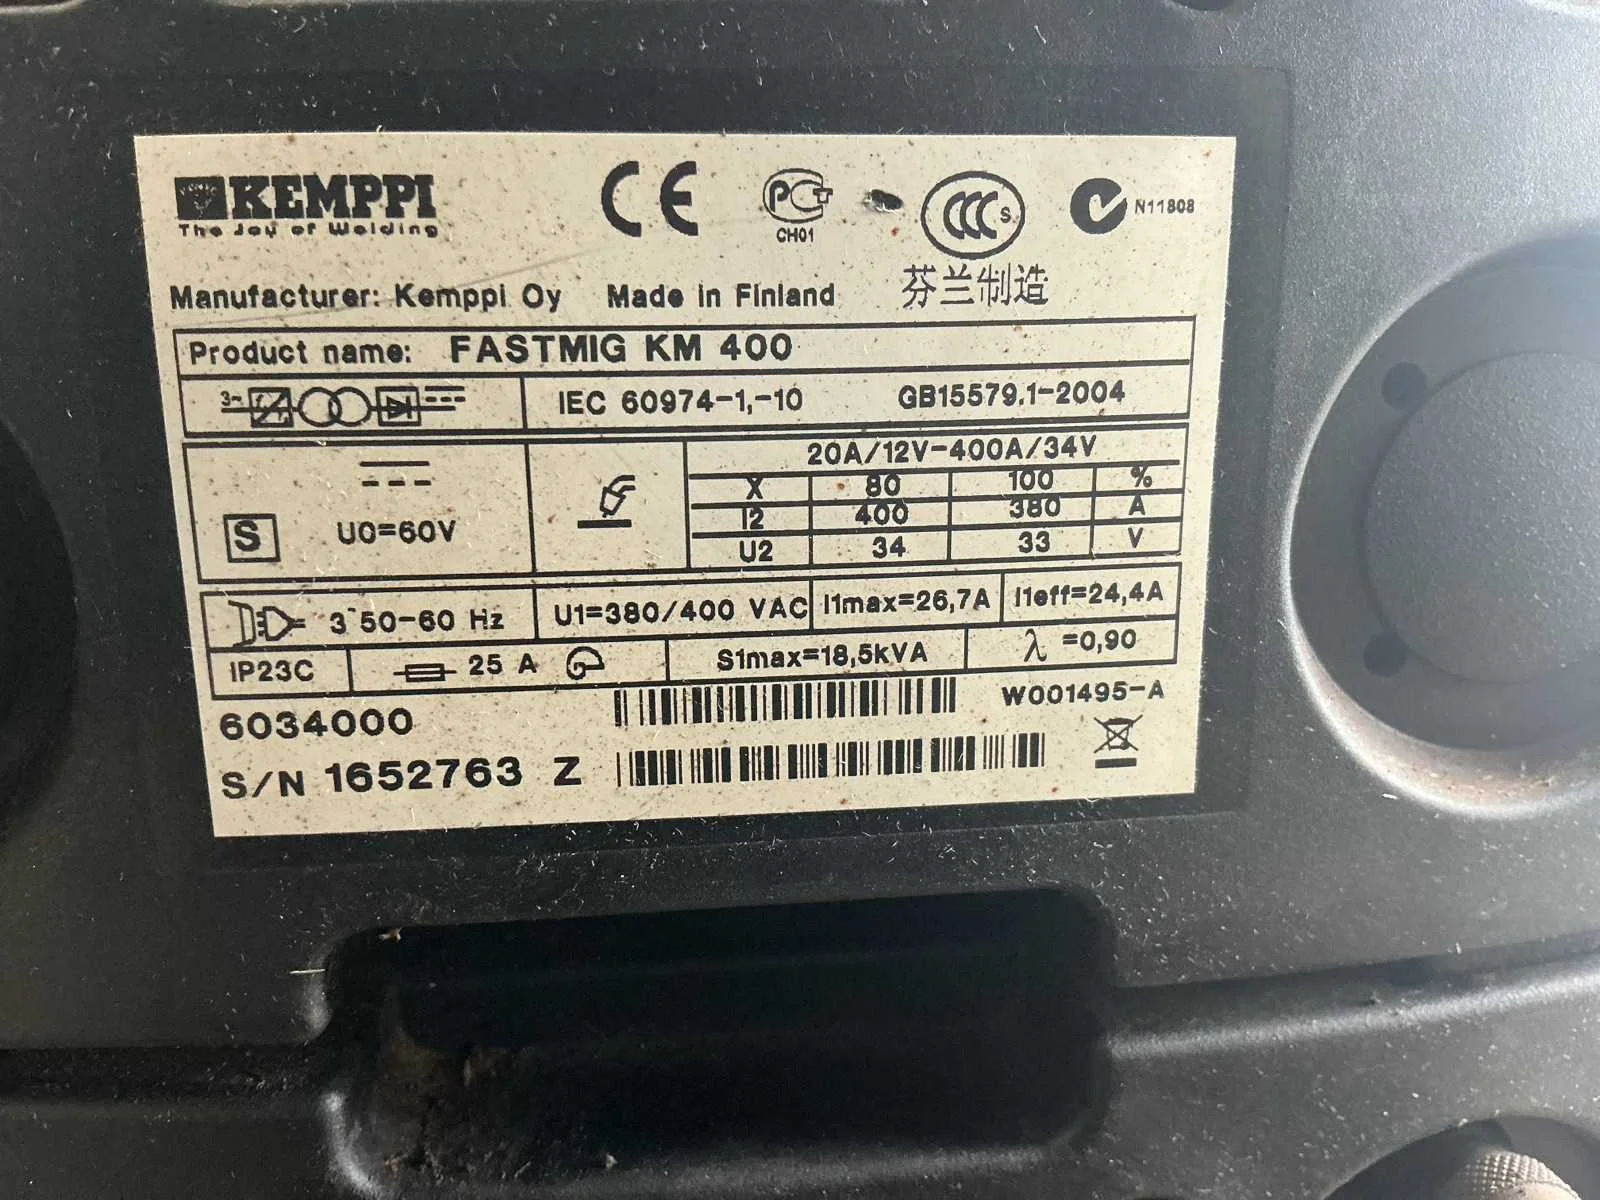 KEMPPI
The Joy of Welding
CE
PCT
CH01
CCC S
N11808
Manufacturer: Kemppi Oy Made in Finland 芬兰制造
Product name: FASTMIG KM 400
3~ IEC 60974-1,-10 GB15579.1-2004
20A/12V-400A/34V
X 80 100 %
I2 400 380 A
U2 34 33 V
S U0=60V
3~50-60 Hz U1=380/400 VAC I1max=26,7A I1eff=24,4A
IP23C 25 A S1max=18,5kVA λ=0,90
6034000 W001495-A
S/N 1652763 Z